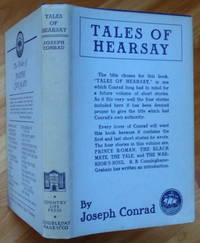 TALES
OF
HEARSAY
JOSEPH
CONRAD
COUNTRY
LIFE
PRESS
DOUBLEDAY
TALES OF
HEARSAY
The title chosen for this book,
"TALES OF HEARSAY," is one
which Conrad long had in mind for
a future volume of short stories.
As it fits very well the four stories
included here it has been deemed
proper to give the title which had
Conrad's own authority.
Every lover of Conrad will want
this book because it contains the
first and last short stories he wrote.
The four stories in this volume are:
PRINCE ROMAN, THE BLACK
MATE, THE TALE, and THE WAR-
RIOR'S SOUL. R. B. Cunninghame-
Graham has written an introduction.
By
Joseph Conrad